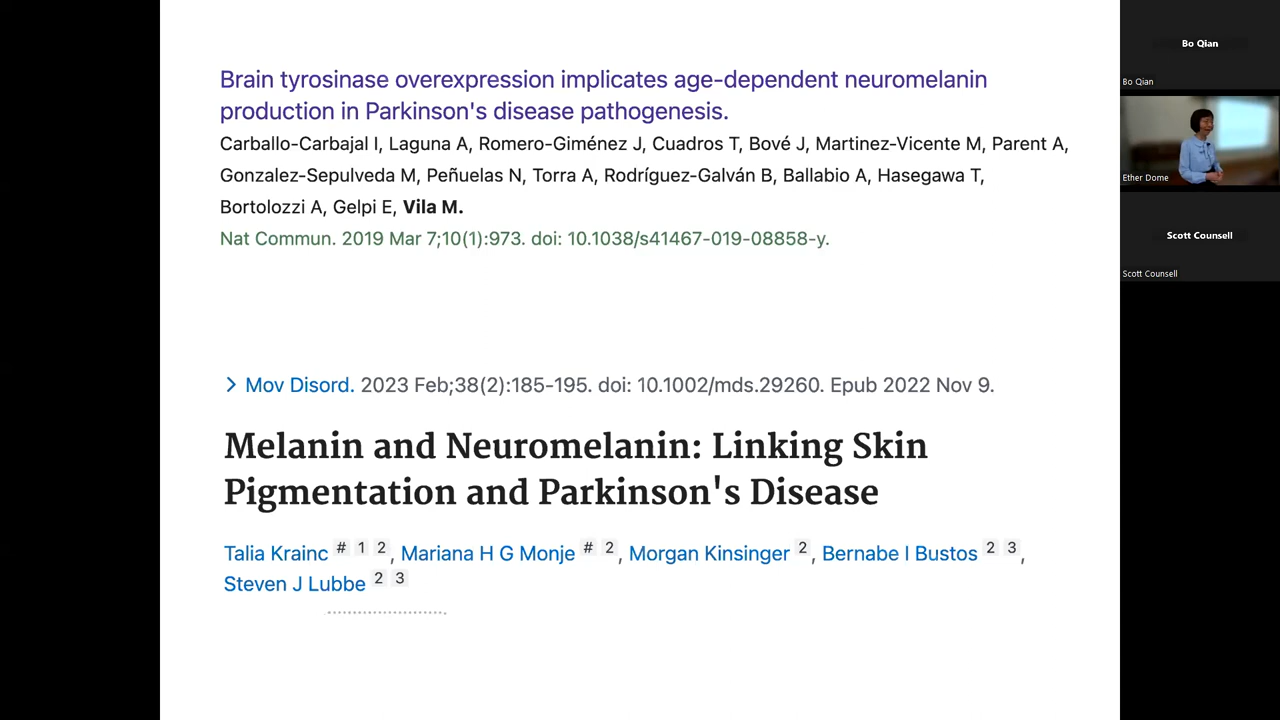 Brain tyrosinase overexpression implicates age-dependent neuromelanin
production in Parkinson's disease pathogenesis.
Carballo-Carbajal I, Laguna A, Romero-Giménez J, Cuadros T, Bové J, Martinez-Vicente M, Parent A,
Gonzalez-Sepulveda M, Peñuelas N, Torra A, Rodríguez-Galván B, Ballabio A, Hasegawa T,
Bortolozzi A, Gelpi E, Vila M.
Nat Commun. 2019 Mar 7;10(1):973. doi: 10.1038/s41467-019-08858-y.
> Mov Disord. 2023 Feb;38(2):185-195. doi: 10.1002/mds.29260. Epub 2022 Nov 9.
Melanin and Neuromelanin: Linking Skin
Pigmentation and Parkinson's Disease
Talia Krainc # 1 2, Mariana H G Monje # 2, Morgan Kinsinger 2, Bernabe I Bustos 2 3,
Steven J Lubbe 2 3
Bo Qian
Bo Qian
Ether Dome
Scott Counsell
Scott Counsell